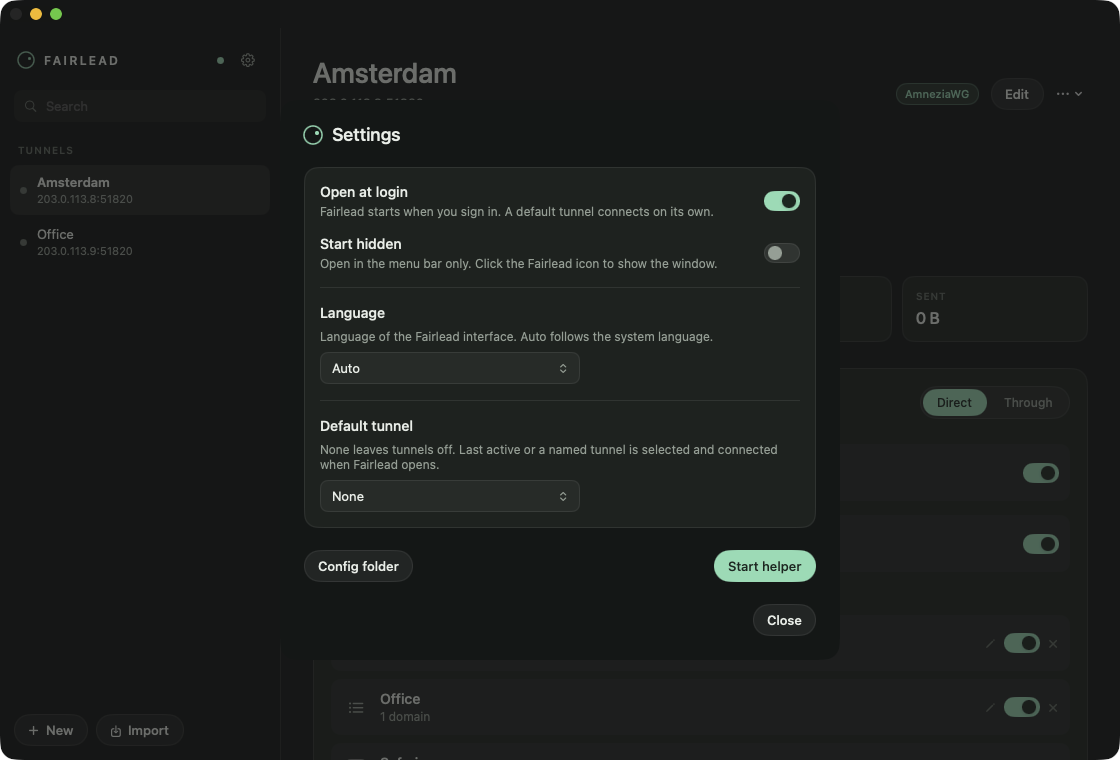 FAIRLEAD
Search
TUNNELS
Amsterdam
203.0.113.8:51820
Office
203.0.113.9:51820
New
Import
Amsterdam
AmneziaWG
Edit
SENT
0 B
Direct
Through
Office
1 domain
Settings
Open at login
Fairlead starts when you sign in. A default tunnel connects on its own.
Start hidden
Open in the menu bar only. Click the Fairlead icon to show the window.
Language
Language of the Fairlead interface. Auto follows the system language.
Auto
Default tunnel
None leaves tunnels off. Last active or a named tunnel is selected and connected
when Fairlead opens.
None
Config folder
Start helper
Close